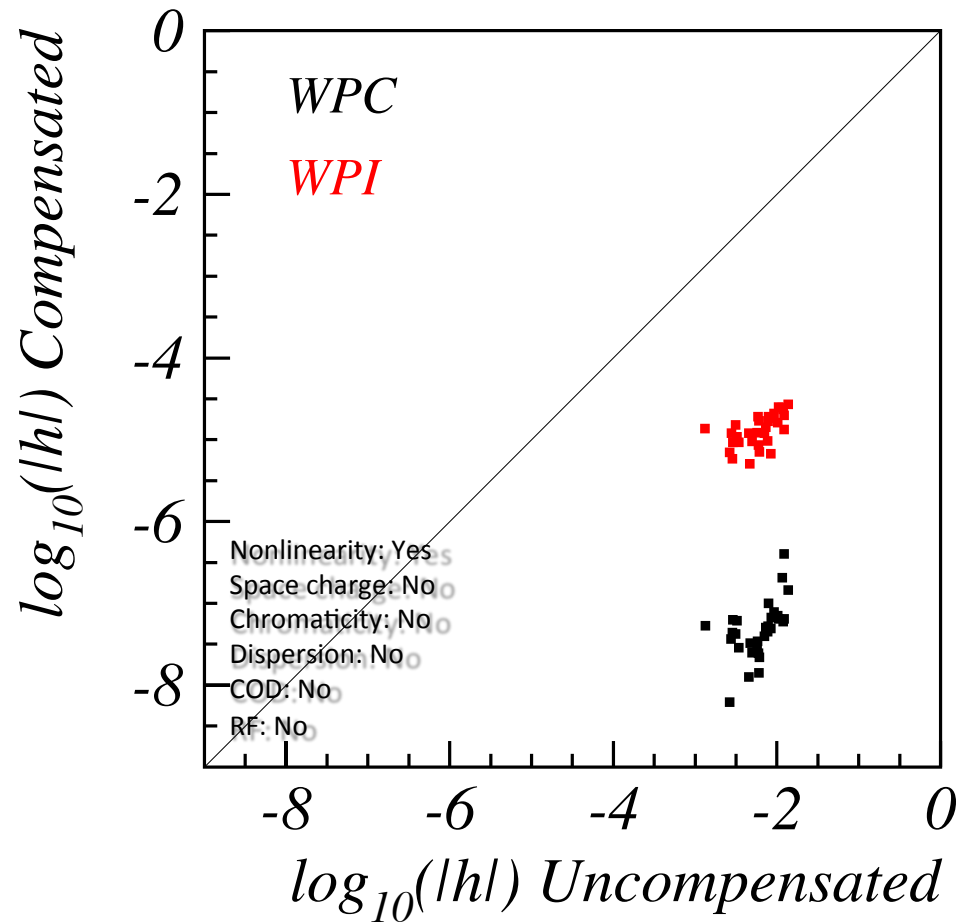 0
-2
-4
-6
-8
log10(|h|) Compensated
WPC
WPI
Nonlinearity: Yes
Space charge: No
Chromaticity: No
Dispersion: No
COD: No
RF: No
-8 -6 -4 -2 0
log10(|h|) Uncompensated